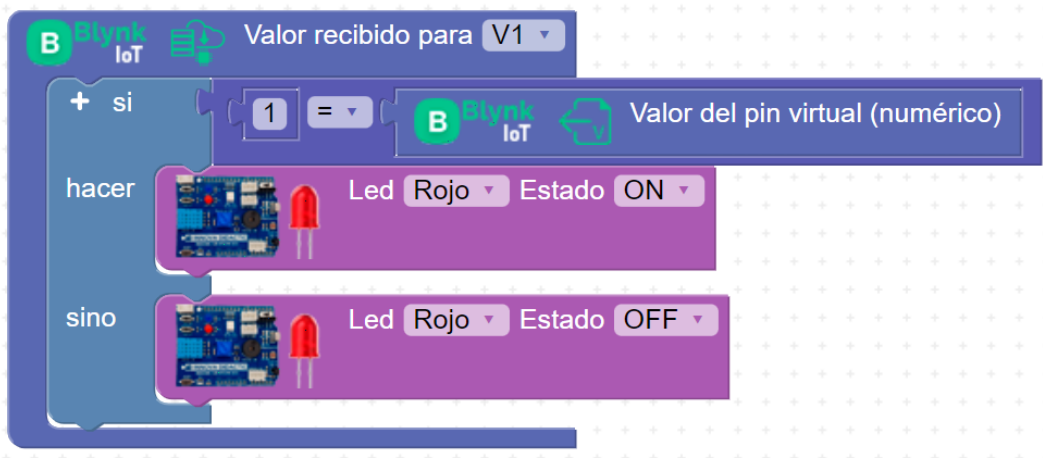 B Blynk IoT Valor recibido para V1
+ si 1 = B Blynk IoT V Valor del pin virtual (numérico)
hacer Led Rojo Estado ON
sino Led Rojo Estado OFF